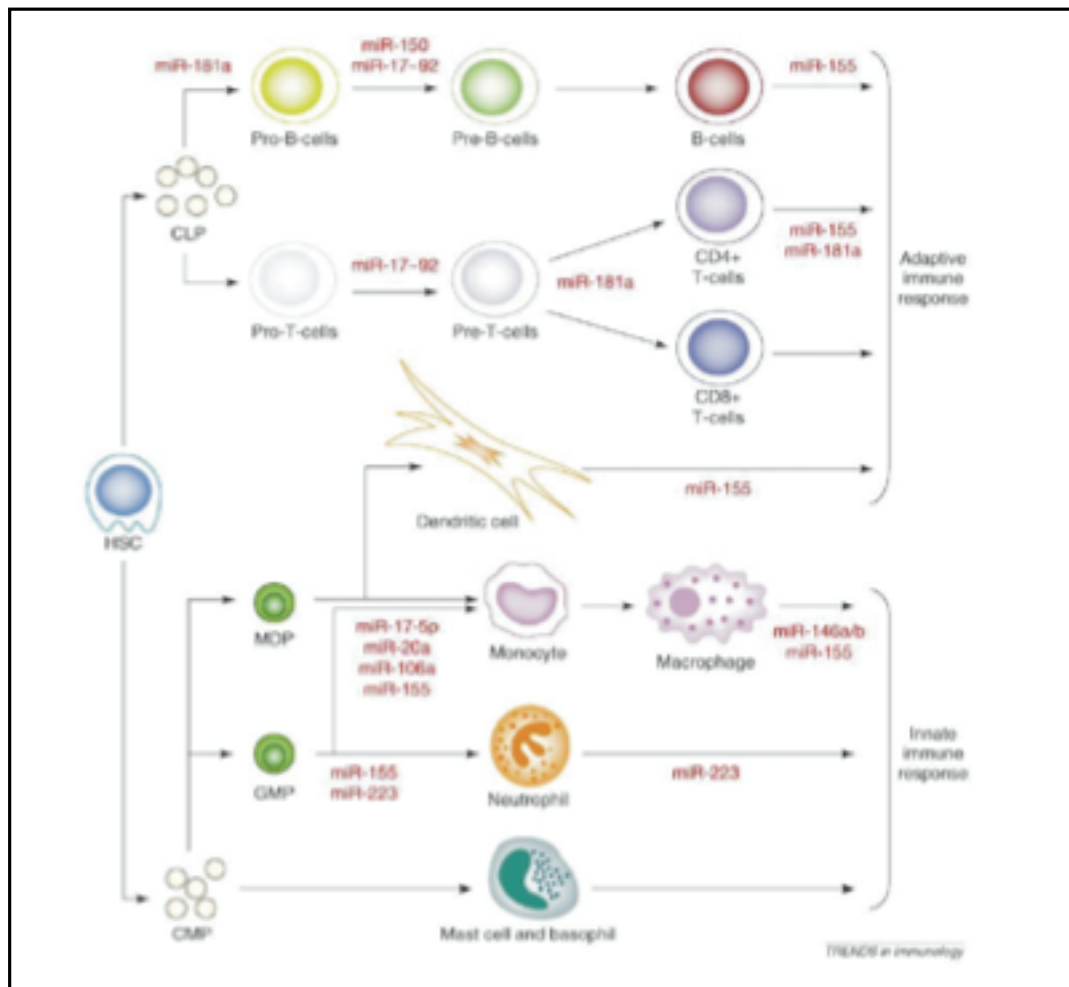 miR-181a
miR-150
miR-17-92
miR-155
Pro-B-cells
Pre-B-cells
B-cells
CLP
miR-17-92
miR-181a
CD4+
T-cells
miR-155
miR-181a
Adaptive
immune
response
Pro-T-cells
Pre-T-cells
CD8+
T-cells
HSC
Dendritic cell
miR-155
MDP
miR-17-5p
miR-20a
miR-106a
miR-155
Monocyte
Macrophage
miR-146a/b
miR-155
GMP
miR-155
miR-223
Neutrophil
miR-223
Innate
immune
response
CMP
Mast cell and basophil
TRENDS in Immunology